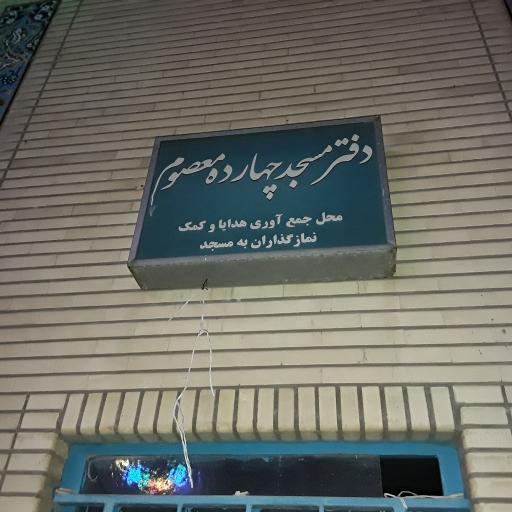 دفتر مسجد چهارده معصوم
محل جمع آوری هدایا و کمک
نمازگذاران به مسجد